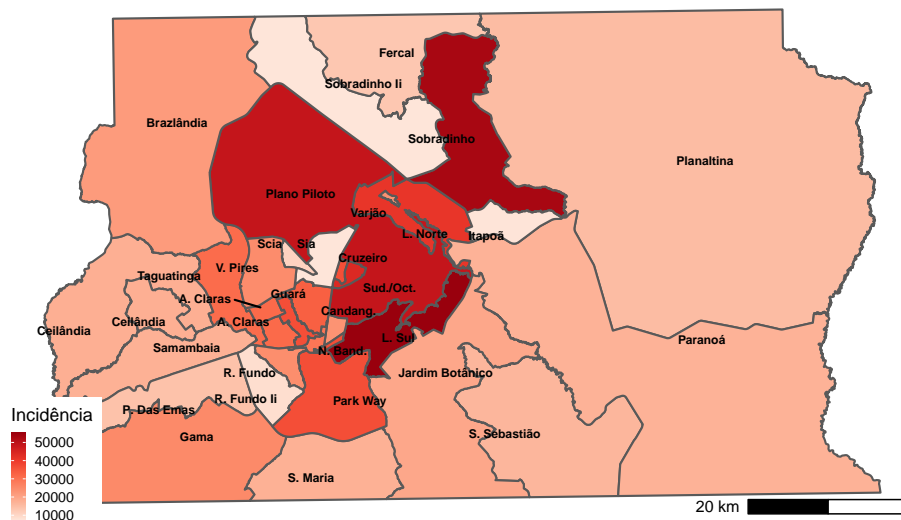 Fercal
Sobradinho Ii
Brazlândia
Sobradinho
Planaltina
Plano Piloto
Varjão
L. Norte
Itapoã
Scia
Sia
Cruzeiro
V. Pires
Taguatinga
Sud./Oct.
A. Claras
Guará
Candang.
Ceilândia
Ceilândia
A. Claras
L. Sul
Paranoá
Samambaia
N. Band.
R. Fundo
Jardim Botânico
R. Fundo Ii
Park Way
P. Das Emas
Gama
S. Sebastião
S. Maria
Incidência
50000
40000
30000
20000
10000
20 km